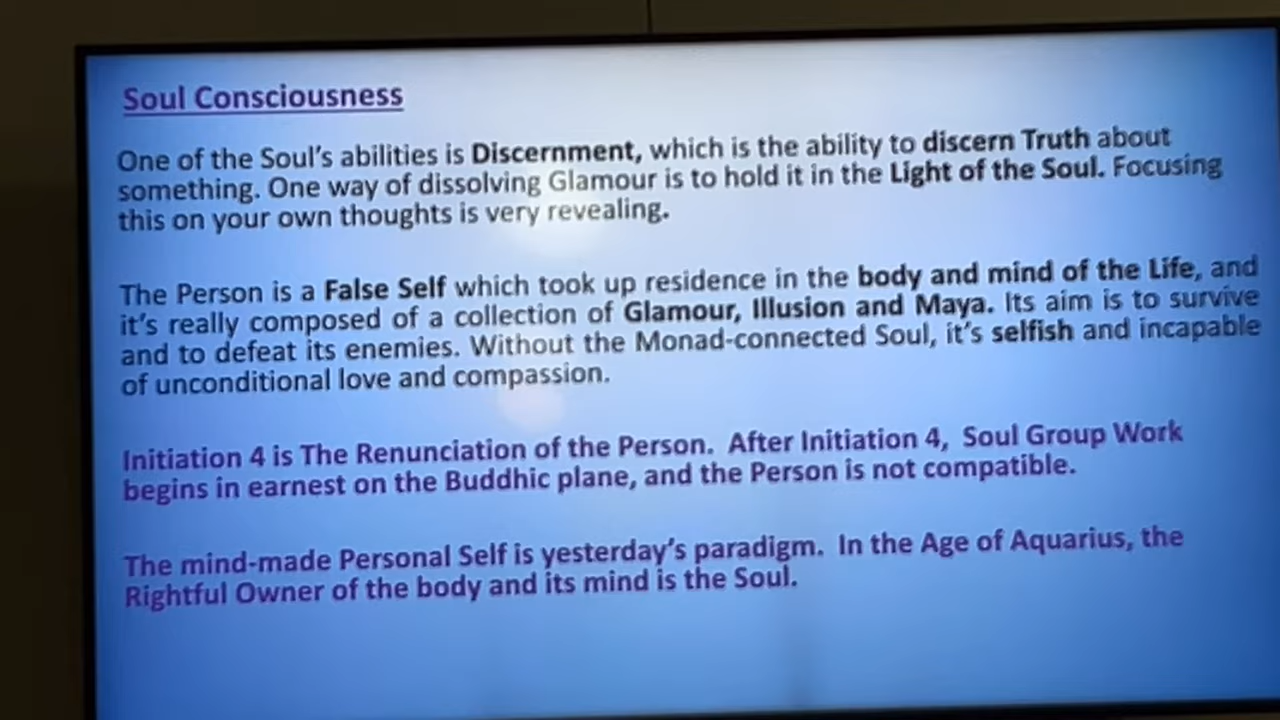 Soul Consciousness
One of the Soul's abilities is Discernment, which is the ability to discern Truth about
something. One way of dissolving Glamour is to hold it in the Light of the Soul. Focusing
this on your own thoughts is very revealing.
The Person is a False Self which took up residence in the body and mind of the Life, and
it's really composed of a collection of Glamour, Illusion and Maya. Its aim is to survive
and to defeat its enemies. Without the Monad-connected Soul, it's selfish and incapable
of unconditional love and compassion.
Initiation 4 is The Renunciation of the Person. After Initiation 4, Soul Group Work
begins in earnest on the Buddhic plane, and the Person is not compatible.
The mind-made Personal Self is yesterday's paradigm. In the Age of Aquarius, the
Rightful Owner of the body and its mind is the Soul.